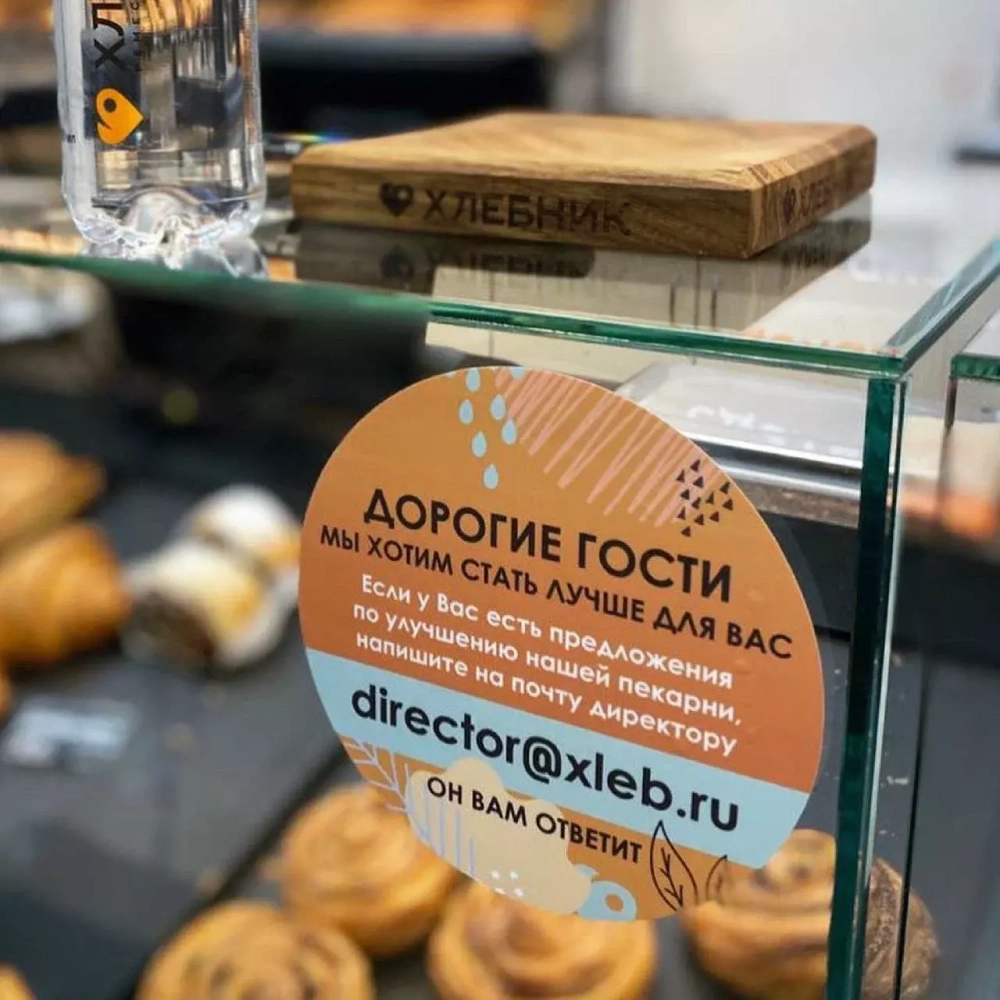 ХЛЕБНИК
ДОРОГИЕ ГОСТИ
МЫ ХОТИМ СТАТЬ ЛУЧШЕ ДЛЯ ВАС
Если у Вас есть предложения
по улучшению нашей пекарни,
напишите на почту директору
director@xleb.ru
ОН ВАМ ОТВЕТИТ